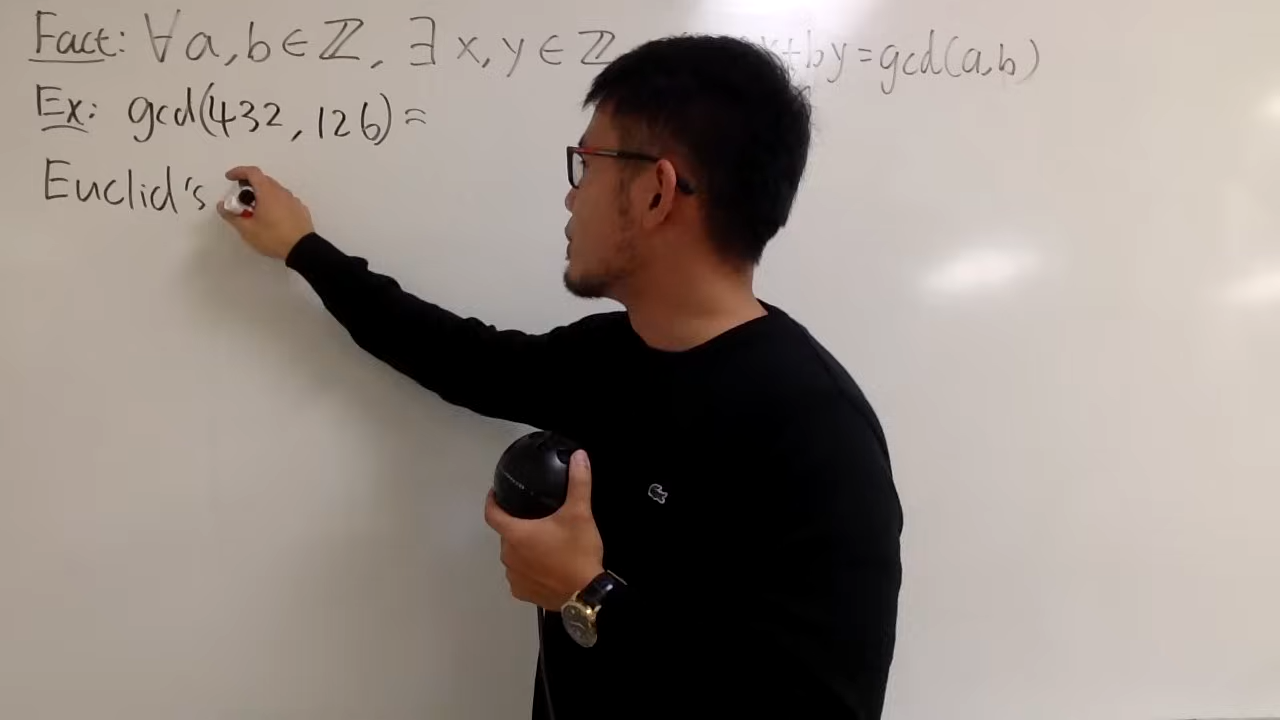 Fact: ∀a,b∈ℤ, ∃ x,y∈ℤ +by=gcd(a,b)
Ex: gcd(432,126)=
Euclid's